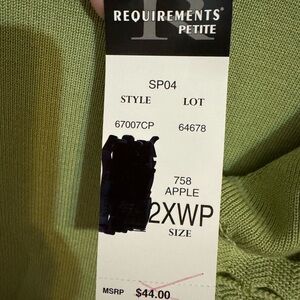 REQUIREMENTS®
PETITE
SP04
STYLE LOT
67007CP 64678
758
APPLE
2XWP
SIZE
MSRP $44.00